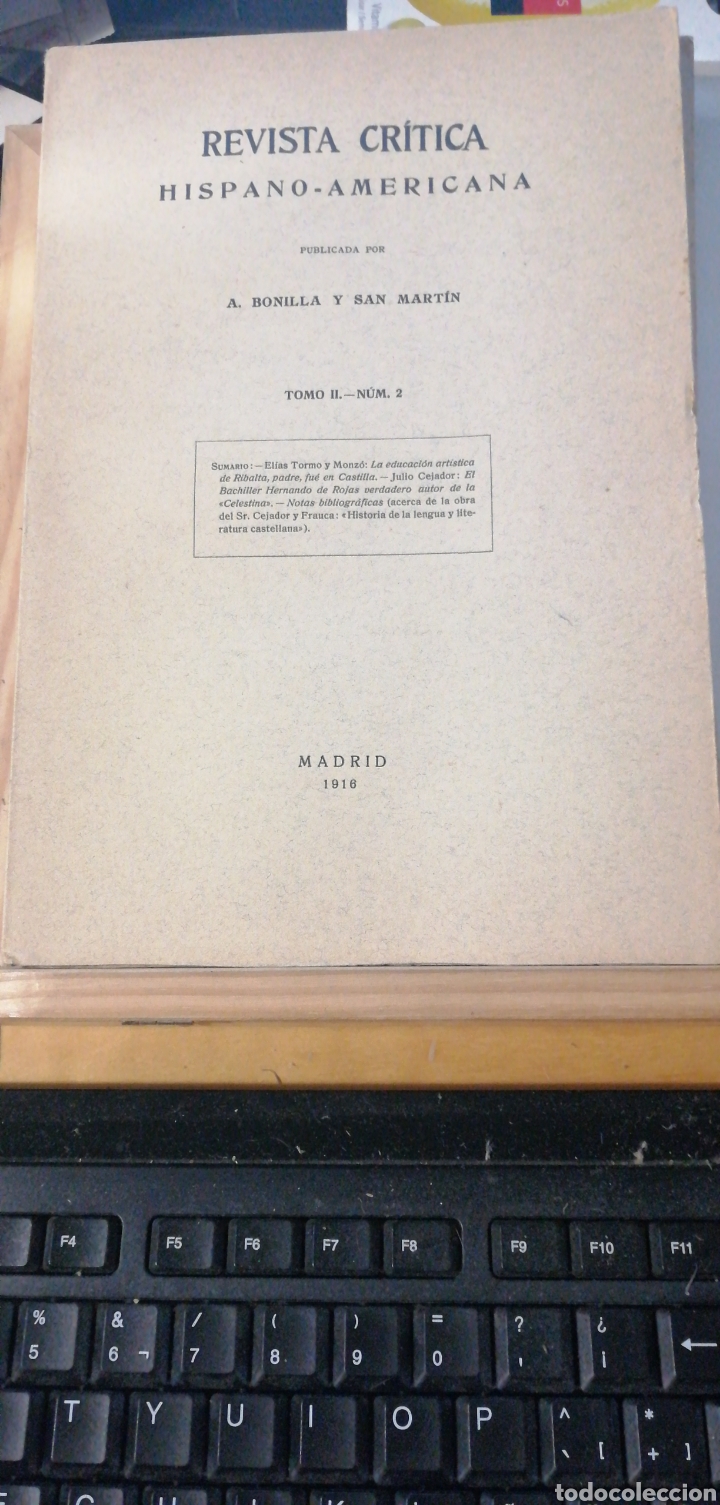 Vitam
5
REVISTA CRÍTICA
HISPANO-AMERICANA
PUBLICADA POR
A. BONILLA Y SAN MARTÍN
TOMO II.—NÚM. 2
SUMARIO: — Elías Tormo y Monzó: La educación artística
de Ribalta, padre, fué en Castilla. — Julio Cejador: El
Bachiller Hernando de Rojas verdadero autor de la
«Celestina». — Notas bibliográficas (acerca de la obra
del Sr. Cejador y Frauca: «Historia de la lengua y lite-
ratura castellana»).
MADRID
1916
F4 F5 F6 F7 F8 F9 F10 F11
% & / ( ) = ? ¿
5 6 ¬ 7 8 9 0 ' ¡ ←
T Y U I O P ^ *
` [ + ]
todocoleccion